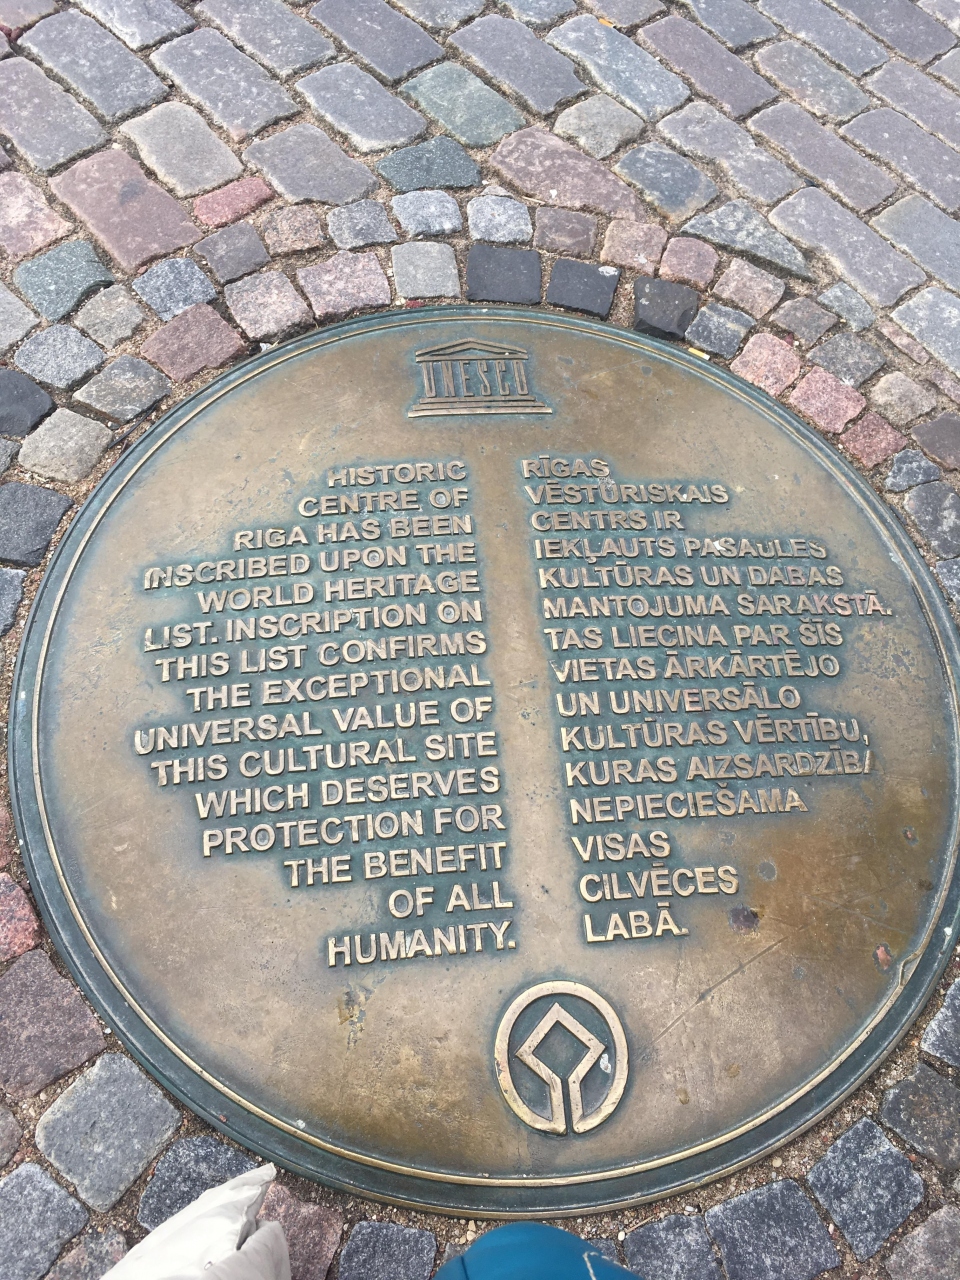 UNESCO
HISTORIC
CENTRE OF
RIGA HAS BEEN
INSCRIBED UPON THE
WORLD HERITAGE
LIST. INSCRIPTION ON
THIS LIST CONFIRMS
THE EXCEPTIONAL
UNIVERSAL VALUE OF
THIS CULTURAL SITE
WHICH DESERVES
PROTECTION FOR
THE BENEFIT
OF ALL
HUMANITY.
RĪGAS
VĒSTURISKAIS
CENTRS IR
IEKĻAUTS PASAULES
KULTŪRAS UN DABAS
MANTOJUMA SARAKSTĀ.
TAS LIECINA PAR ŠĪS
VIETAS ĀRKĀRTĒJO
UN UNIVERSĀLO
KULTŪRAS VĒRTĪBU,
KURAS AIZSARDZĪBA
NEPIECIEŠAMA
VISAS
CILVĒCES
LABĀ.